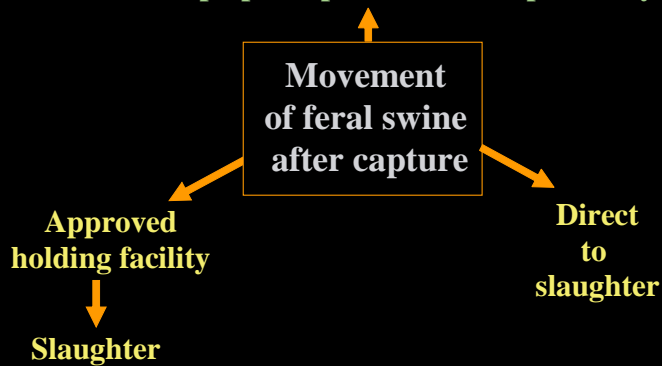 Movement
of feral swine
after capture
Approved
holding facility
Direct
to
slaughter
Slaughter